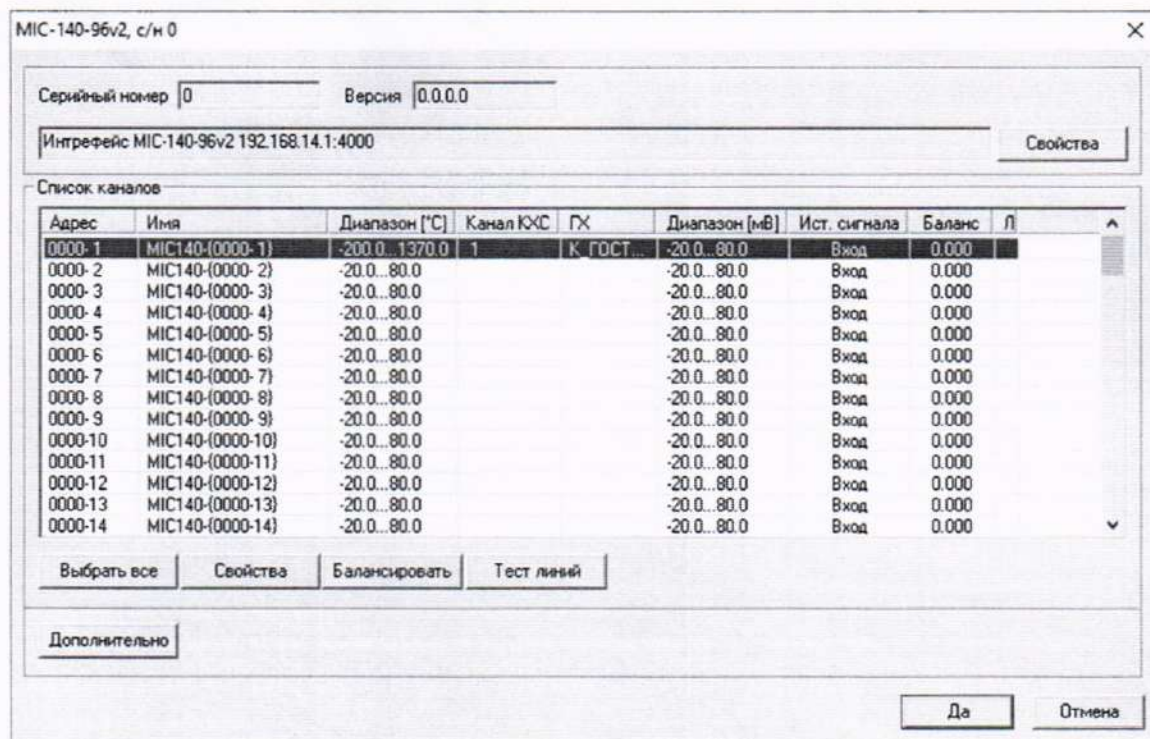 MIC-140-96v2, с/н 0
Серийный номер 0 Версия 0.0.0.0
Интрефейс MIC-140-96v2 192.168.14.1:4000 Свойства
Список каналов
Адрес Имя Диапазон [°C] Канал КХС ГХ Диапазон [мВ] Ист. сигнала Баланс Л
0000- 1 MIC140-{0000- 1} -200.0...1370.0 1 К_ГОСТ... -20.0...80.0 Вход 0.000
0000- 2 MIC140-{0000- 2} -20.0...80.0 -20.0...80.0 Вход 0.000
0000- 3 MIC140-{0000- 3} -20.0...80.0 -20.0...80.0 Вход 0.000
0000- 4 MIC140-{0000- 4} -20.0...80.0 -20.0...80.0 Вход 0.000
0000- 5 MIC140-{0000- 5} -20.0...80.0 -20.0...80.0 Вход 0.000
0000- 6 MIC140-{0000- 6} -20.0...80.0 -20.0...80.0 Вход 0.000
0000- 7 MIC140-{0000- 7} -20.0...80.0 -20.0...80.0 Вход 0.000
0000- 8 MIC140-{0000- 8} -20.0...80.0 -20.0...80.0 Вход 0.000
0000- 9 MIC140-{0000- 9} -20.0...80.0 -20.0...80.0 Вход 0.000
0000-10 MIC140-{0000-10} -20.0...80.0 -20.0...80.0 Вход 0.000
0000-11 MIC140-{0000-11} -20.0...80.0 -20.0...80.0 Вход 0.000
0000-12 MIC140-{0000-12} -20.0...80.0 -20.0...80.0 Вход 0.000
0000-13 MIC140-{0000-13} -20.0...80.0 -20.0...80.0 Вход 0.000
0000-14 MIC140-{0000-14} -20.0...80.0 -20.0...80.0 Вход 0.000
Выбрать все Свойства Балансировать Тест линий
Дополнительно
Да Отмена